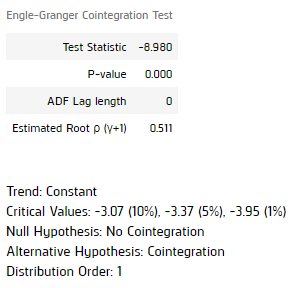 Engle-Granger Cointegration Test
Test Statistic -8.980
P-value 0.000
ADF Lag length 0
Estimated Root ρ (γ+1) 0.511
Trend: Constant
Critical Values: -3.07 (10%), -3.37 (5%), -3.95 (1%)
Null Hypothesis: No Cointegration
Alternative Hypothesis: Cointegration
Distribution Order: 1